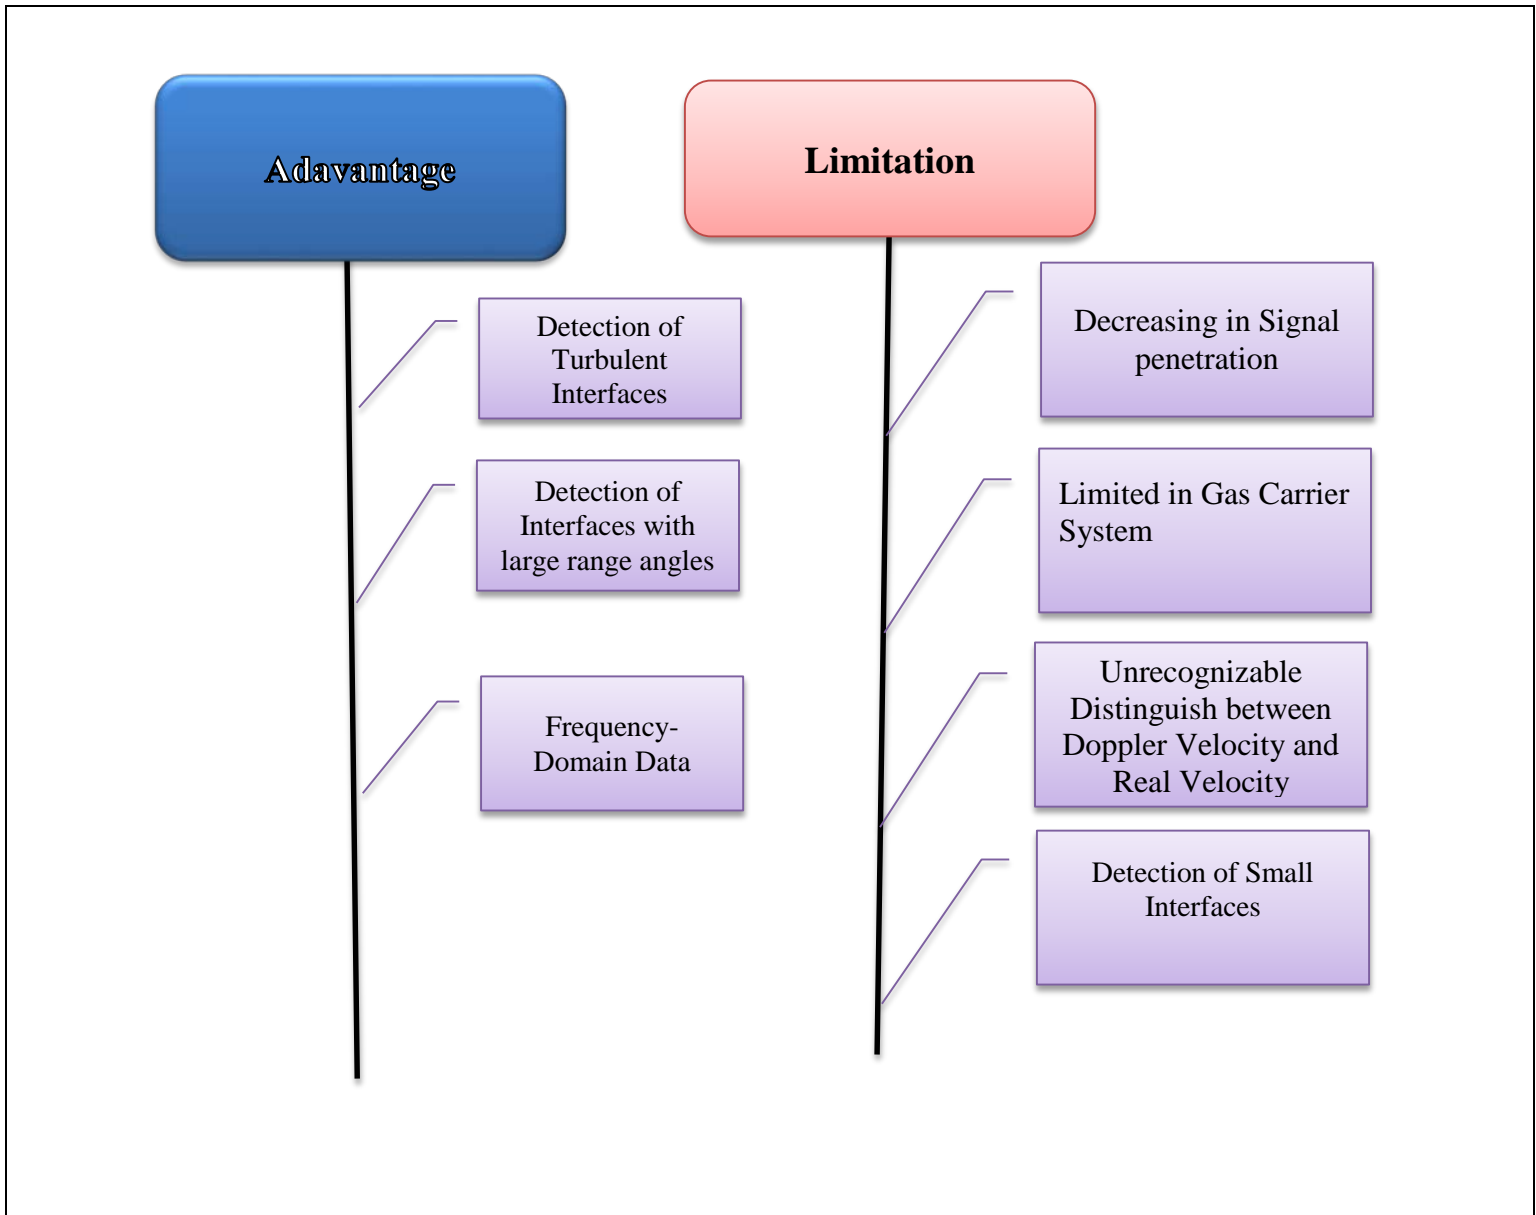 Adavantage
Limitation
Detection of
Turbulent
Interfaces
Detection of
Interfaces with
large range angles
Frequency-
Domain Data
Decreasing in Signal
penetration
Limited in Gas Carrier
System
Unrecognizable
Distinguish between
Doppler Velocity and
Real Velocity
Detection of Small
Interfaces